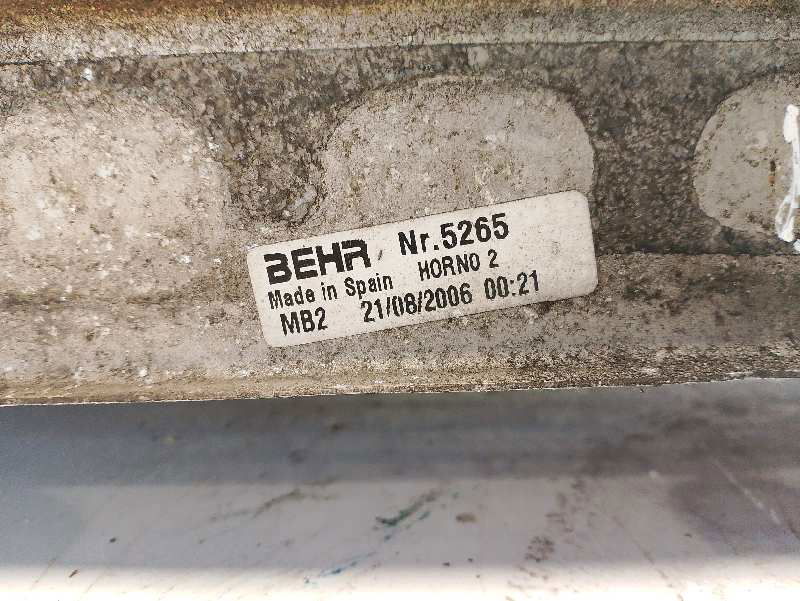 BEHR Nr.5265
Made in Spain HORNO 2
MB2 21/08/2006 00:21